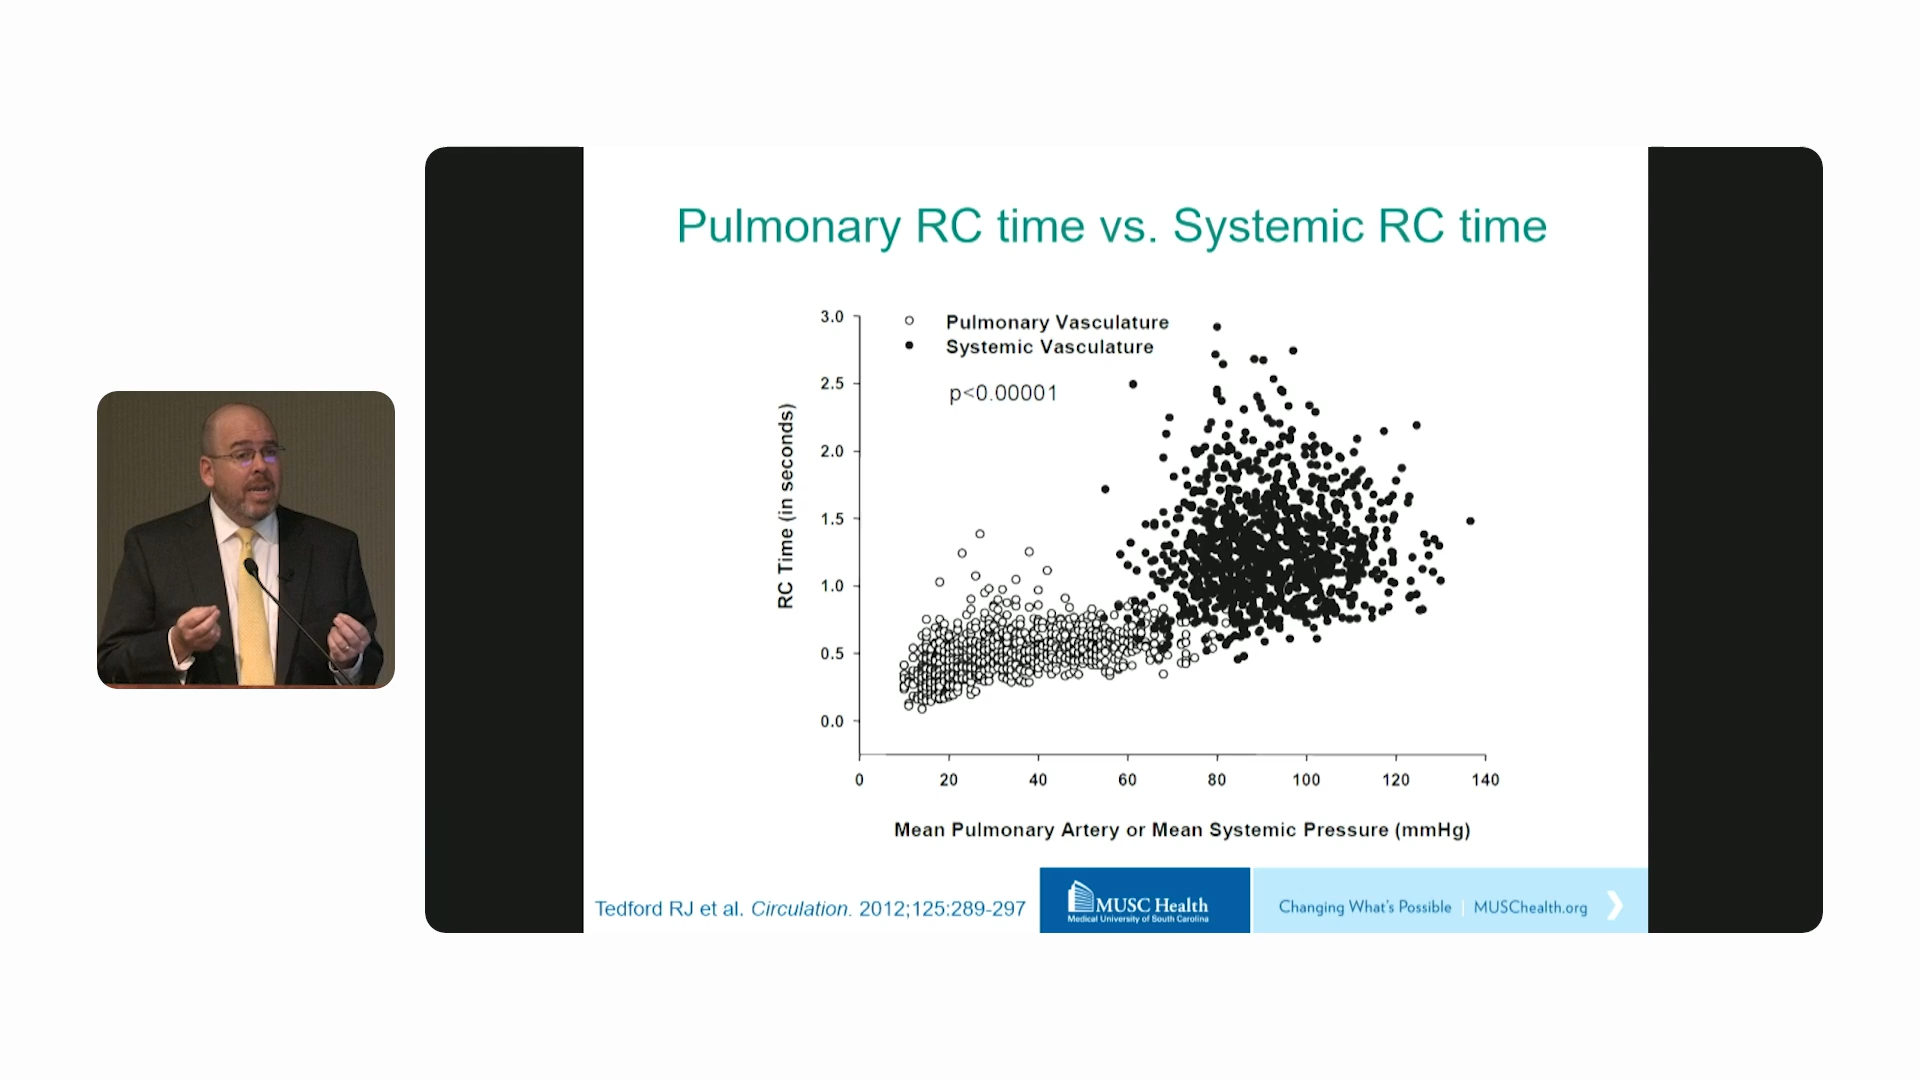 Pulmonary RC time vs. Systemic RC time
Pulmonary Vasculature
Systemic Vasculature
p<0.00001
RC Time (in seconds)
3.0
2.5
2.0
1.5
1.0
0.5
0.0
0 20 40 60 80 100 120 140
Mean Pulmonary Artery or Mean Systemic Pressure (mmHg)
Tedford RJ et al. Circulation. 2012;125:289-297
MUSC Health
Medical University of South Carolina
Changing What's Possible | MUSChealth.org